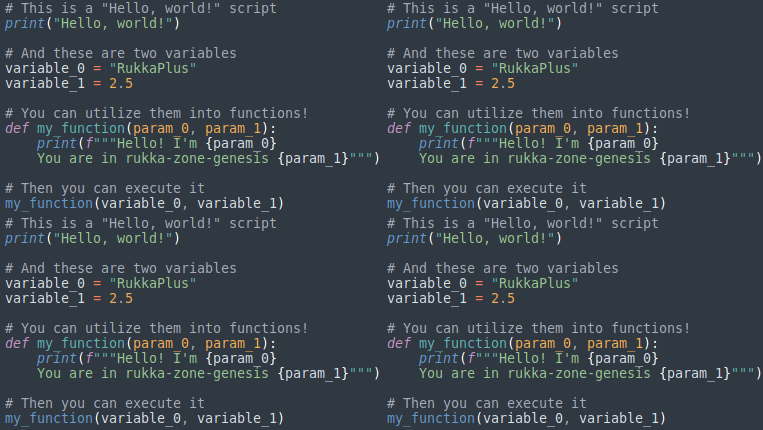 # This is a "Hello, world!" script
print("Hello, world!")
# And these are two variables
variable_0 = "RukkaPlus"
variable_1 = 2.5
# You can utilize them into functions!
def my_function(param_0, param_1):
    print(f"""Hello! I'm {param_0}
    You are in rukka-zone-genesis {param_1}""")
# Then you can execute it
my_function(variable_0, variable_1)
# This is a "Hello, world!" script
print("Hello, world!")
# And these are two variables
variable_0 = "RukkaPlus"
variable_1 = 2.5
# You can utilize them into functions!
def my_function(param_0, param_1):
    print(f"""Hello! I'm {param_0}
    You are in rukka-zone-genesis {param_1}""")
# Then you can execute it
my_function(variable_0, variable_1)
# This is a "Hello, world!" script
print("Hello, world!")
# And these are two variables
variable_0 = "RukkaPlus"
variable_1 = 2.5
# You can utilize them into functions!
def my_function(param_0, param_1):
    print(f"""Hello! I'm {param_0}
    You are in rukka-zone-genesis {param_1}""")
# Then you can execute it
my_function(variable_0, variable_1)
# This is a "Hello, world!" script
print("Hello, world!")
# And these are two variables
variable_0 = "RukkaPlus"
variable_1 = 2.5
# You can utilize them into functions!
def my_function(param_0, param_1):
    print(f"""Hello! I'm {param_0}
    You are in rukka-zone-genesis {param_1}""")
# Then you can execute it
my_function(variable_0, variable_1)